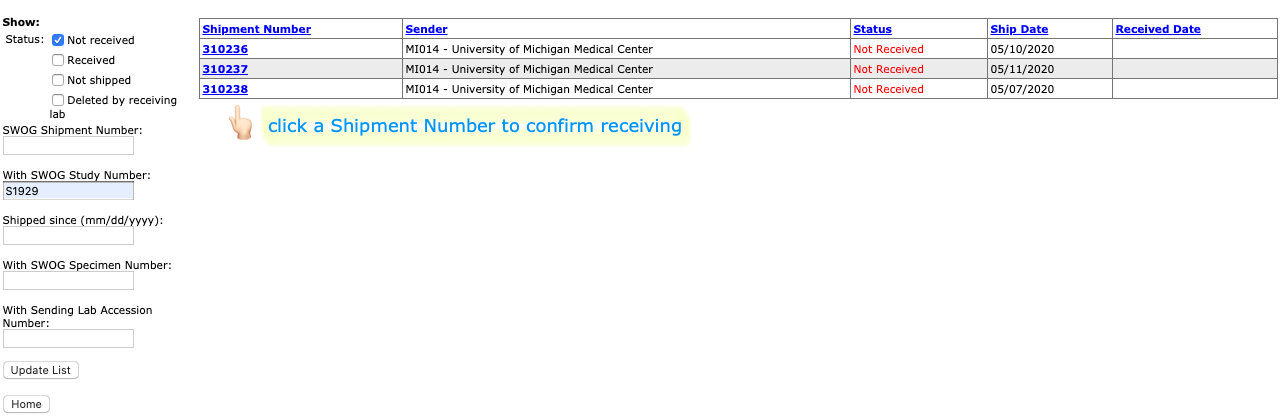 Show:
Status: Not received
Received
Not shipped
Deleted by receiving
lab
SWOG Shipment Number:
With SWOG Study Number:
S1929
Shipped since (mm/dd/yyyy):
With SWOG Specimen Number:
With Sending Lab Accession
Number:
Update List
Home
Shipment Number Sender Status Ship Date Received Date
310236 MI014 - University of Michigan Medical Center Not Received 05/10/2020
310237 MI014 - University of Michigan Medical Center Not Received 05/11/2020
310238 MI014 - University of Michigan Medical Center Not Received 05/07/2020
click a Shipment Number to confirm receiving